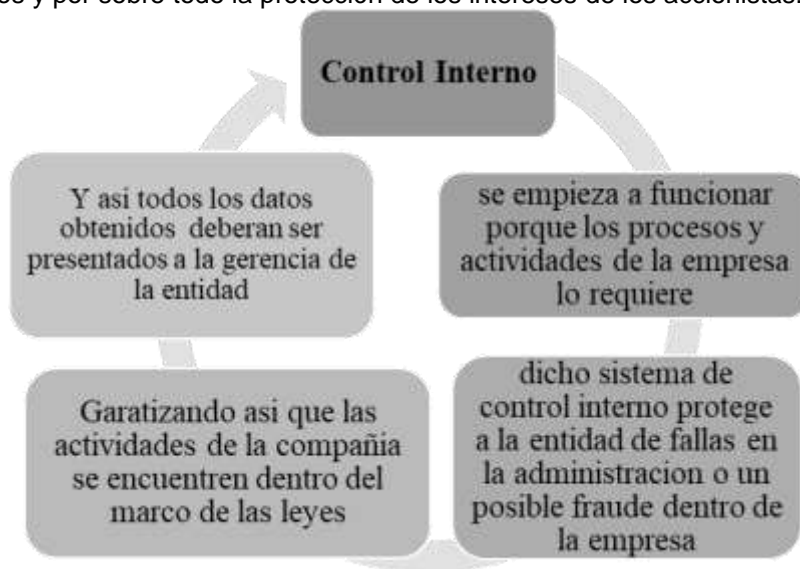 y por sobre todo la protección de los intereses de los accionistas.
Control Interno
se empieza a funcionar
porque los procesos y
actividades de la empresa
lo requiere
dicho sistema de
control interno protege
a la entidad de fallas en
la administracion o un
posible fraude dentro de
la empresa
Garatizando asi que las
actividades de la compañia
se encuentren dentro del
marco de las leyes
Y asi todos los datos
obtenidos deberan ser
presentados a la gerencia de
la entidad